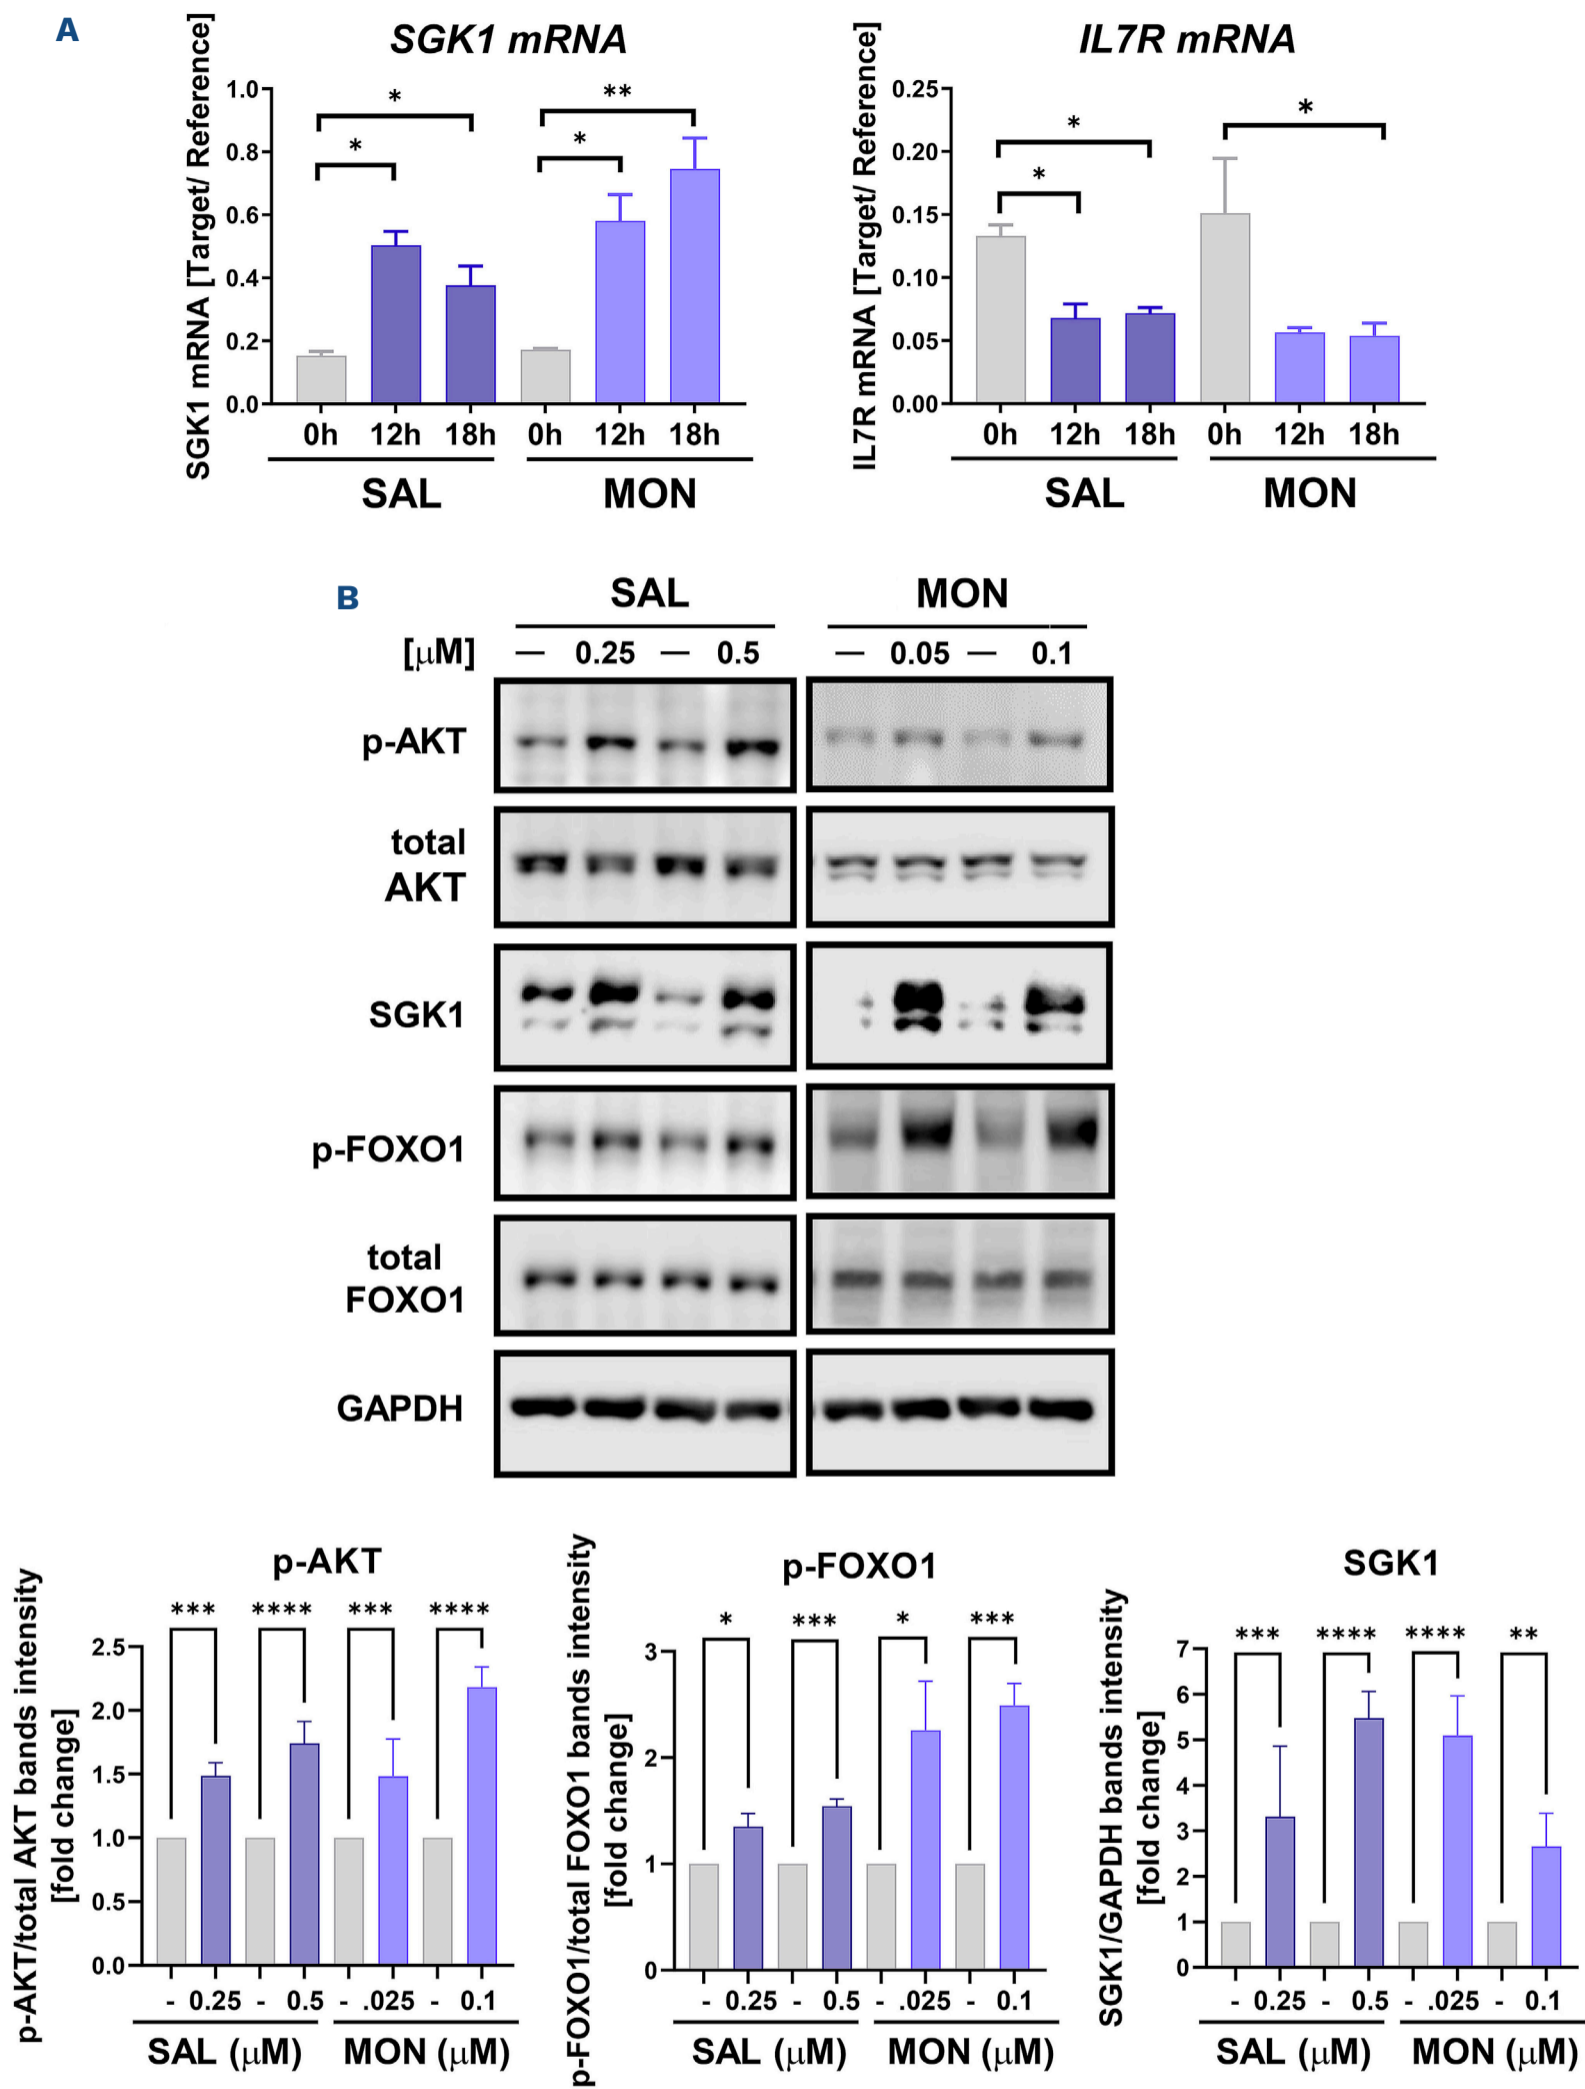 A
SGK1 mRNA
SGK1 mRNA [Target/ Reference]
1.0
0.8
0.6
0.4
0.2
0.0
* * * **
0h 12h 18h 0h 12h 18h
SAL MON
IL7R mRNA
IL7R mRNA [Target/ Reference]
0.25
0.20
0.15
0.10
0.05
0.00
* * *
0h 12h 18h 0h 12h 18h
SAL MON
B
SAL MON
[μM] — 0.25 — 0.5 — 0.05 — 0.1
p-AKT
total
AKT
SGK1
p-FOXO1
total
FOXO1
GAPDH
p-AKT
p-AKT/total AKT bands intensity
[fold change]
*** **** *** ****
2.5
2.0
1.5
1.0
0.5
0.0
- 0.25 - 0.5 - .025 - 0.1
SAL (μM) MON (μM)
p-FOXO1
p-FOXO1/total FOXO1 bands intensity
[fold change]
* *** * ***
3
2
1
0
- 0.25 - 0.5 - .025 - 0.1
SAL (μM) MON (μM)
SGK1
SGK1/GAPDH bands intensity
[fold change]
*** **** **** **
7
6
5
4
3
2
1
0
- 0.25 - 0.5 - .025 - 0.1
SAL (μM) MON (μM)